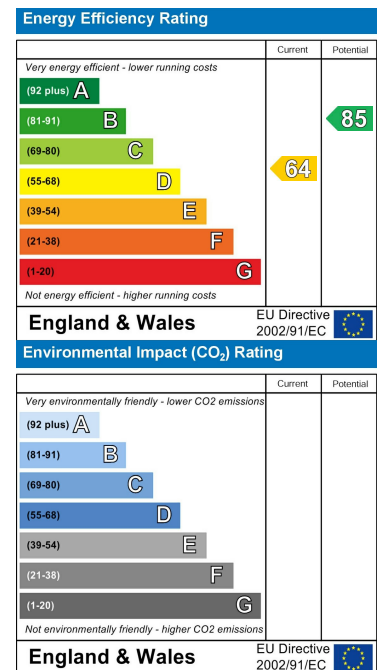 Energy Efficiency Rating
Current Potential
Very energy efficient - lower running costs
(92 plus) A
(81-91) B
85
(69-80) C
64
(55-68) D
(39-54) E
(21-38) F
(1-20) G
Not energy efficient - higher running costs
England & Wales
EU Directive
2002/91/EC
Environmental Impact (CO₂) Rating
Current Potential
Very environmentally friendly - lower CO2 emissions
(92 plus) A
(81-91) B
(69-80) C
(55-68) D
(39-54) E
(21-38) F
(1-20) G
Not environmentally friendly - higher CO2 emissions
England & Wales
EU Directive
2002/91/EC